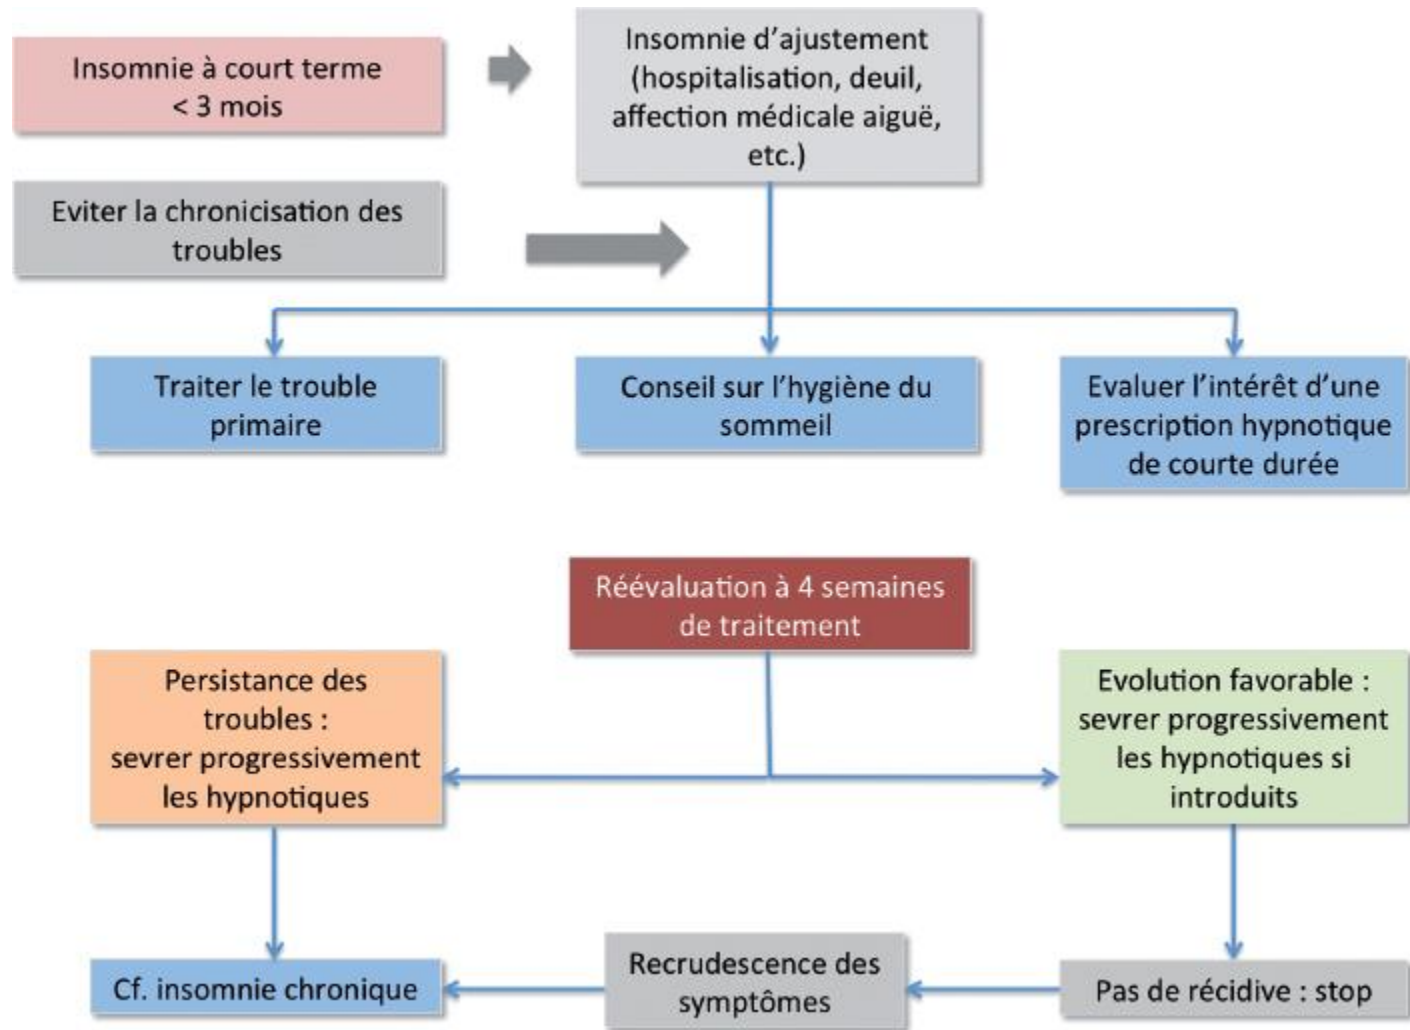 Insomnie à court terme
< 3 mois
Insomnie d'ajustement
(hospitalisation, deuil,
affection médicale aiguë,
etc.)
Eviter la chronicisation des
troubles
Traiter le trouble
primaire
Conseil sur l'hygiène du
sommeil
Evaluer l'intérêt d'une
prescription hypnotique
de courte durée
Réévaluation à 4 semaines
de traitement
Persistance des
troubles :
sevrer progressivement
les hypnotiques
Evolution favorable :
sevrer progressivement
les hypnotiques si
introduits
Cf. insomnie chronique
Recrudescence des
symptômes
Pas de récidive : stop